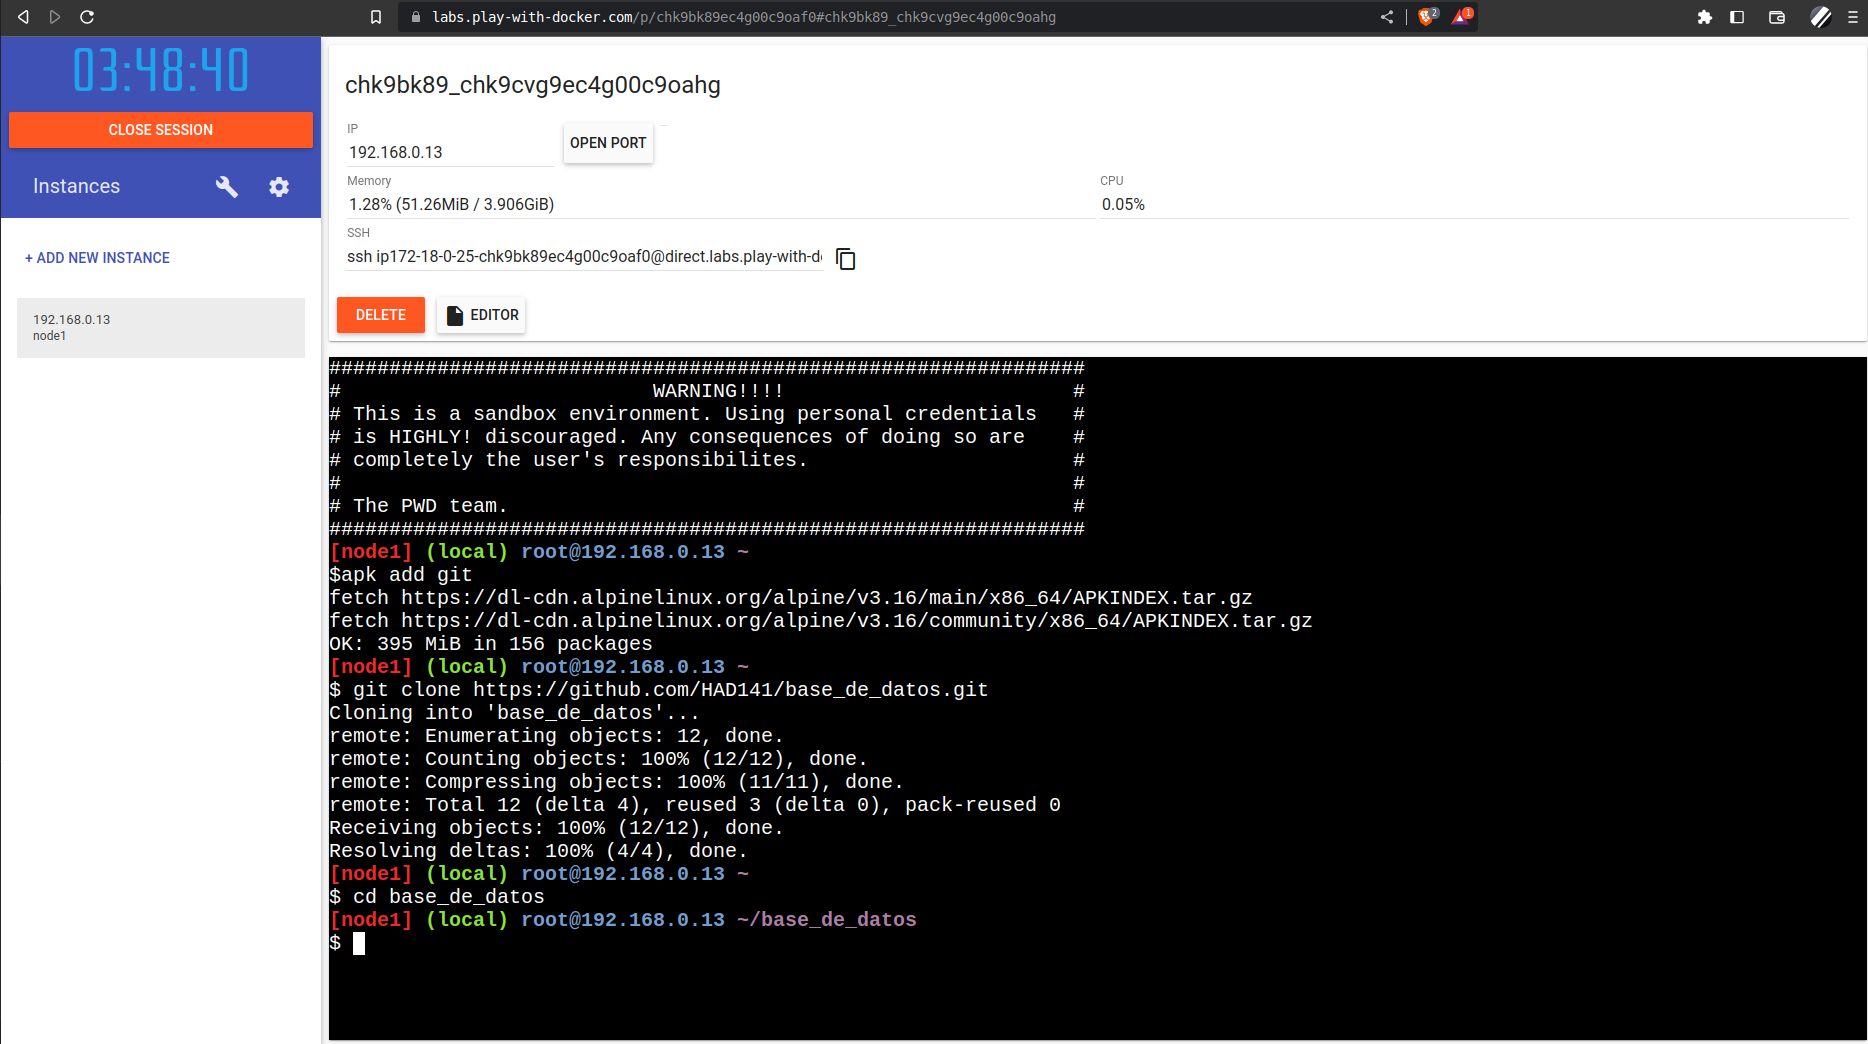 labs.play-with-docker.com/p/chk9bk89ec4g00c9oaf0#chk9bk89_chk9cvg9ec4g00c9oahg
2
1
03:48:40
CLOSE SESSION
Instances
+ ADD NEW INSTANCE
192.168.0.13
node1
chk9bk89_chk9cvg9ec4g00c9oahg
IP
192.168.0.13
OPEN PORT
Memory
1.28% (51.26MiB / 3.906GiB)
CPU
0.05%
SSH
ssh ip172-18-0-25-chk9bk89ec4g00c9oaf0@direct.labs.play-with-d
DELETE
EDITOR
###############################################################
#                          WARNING!!!!                        #
# This is a sandbox environment. Using personal credentials   #
# is HIGHLY! discouraged. Any consequences of doing so are    #
# completely the user's responsibilites.                      #
#                                                             #
# The PWD team.                                               #
###############################################################
[node1] (local) root@192.168.0.13 ~
$apk add git
fetch https://dl-cdn.alpinelinux.org/alpine/v3.16/main/x86_64/APKINDEX.tar.gz
fetch https://dl-cdn.alpinelinux.org/alpine/v3.16/community/x86_64/APKINDEX.tar.gz
OK: 395 MiB in 156 packages
[node1] (local) root@192.168.0.13 ~
$ git clone https://github.com/HAD141/base_de_datos.git
Cloning into 'base_de_datos'...
remote: Enumerating objects: 12, done.
remote: Counting objects: 100% (12/12), done.
remote: Compressing objects: 100% (11/11), done.
remote: Total 12 (delta 4), reused 3 (delta 0), pack-reused 0
Receiving objects: 100% (12/12), done.
Resolving deltas: 100% (4/4), done.
[node1] (local) root@192.168.0.13 ~
$ cd base_de_datos
[node1] (local) root@192.168.0.13 ~/base_de_datos
$